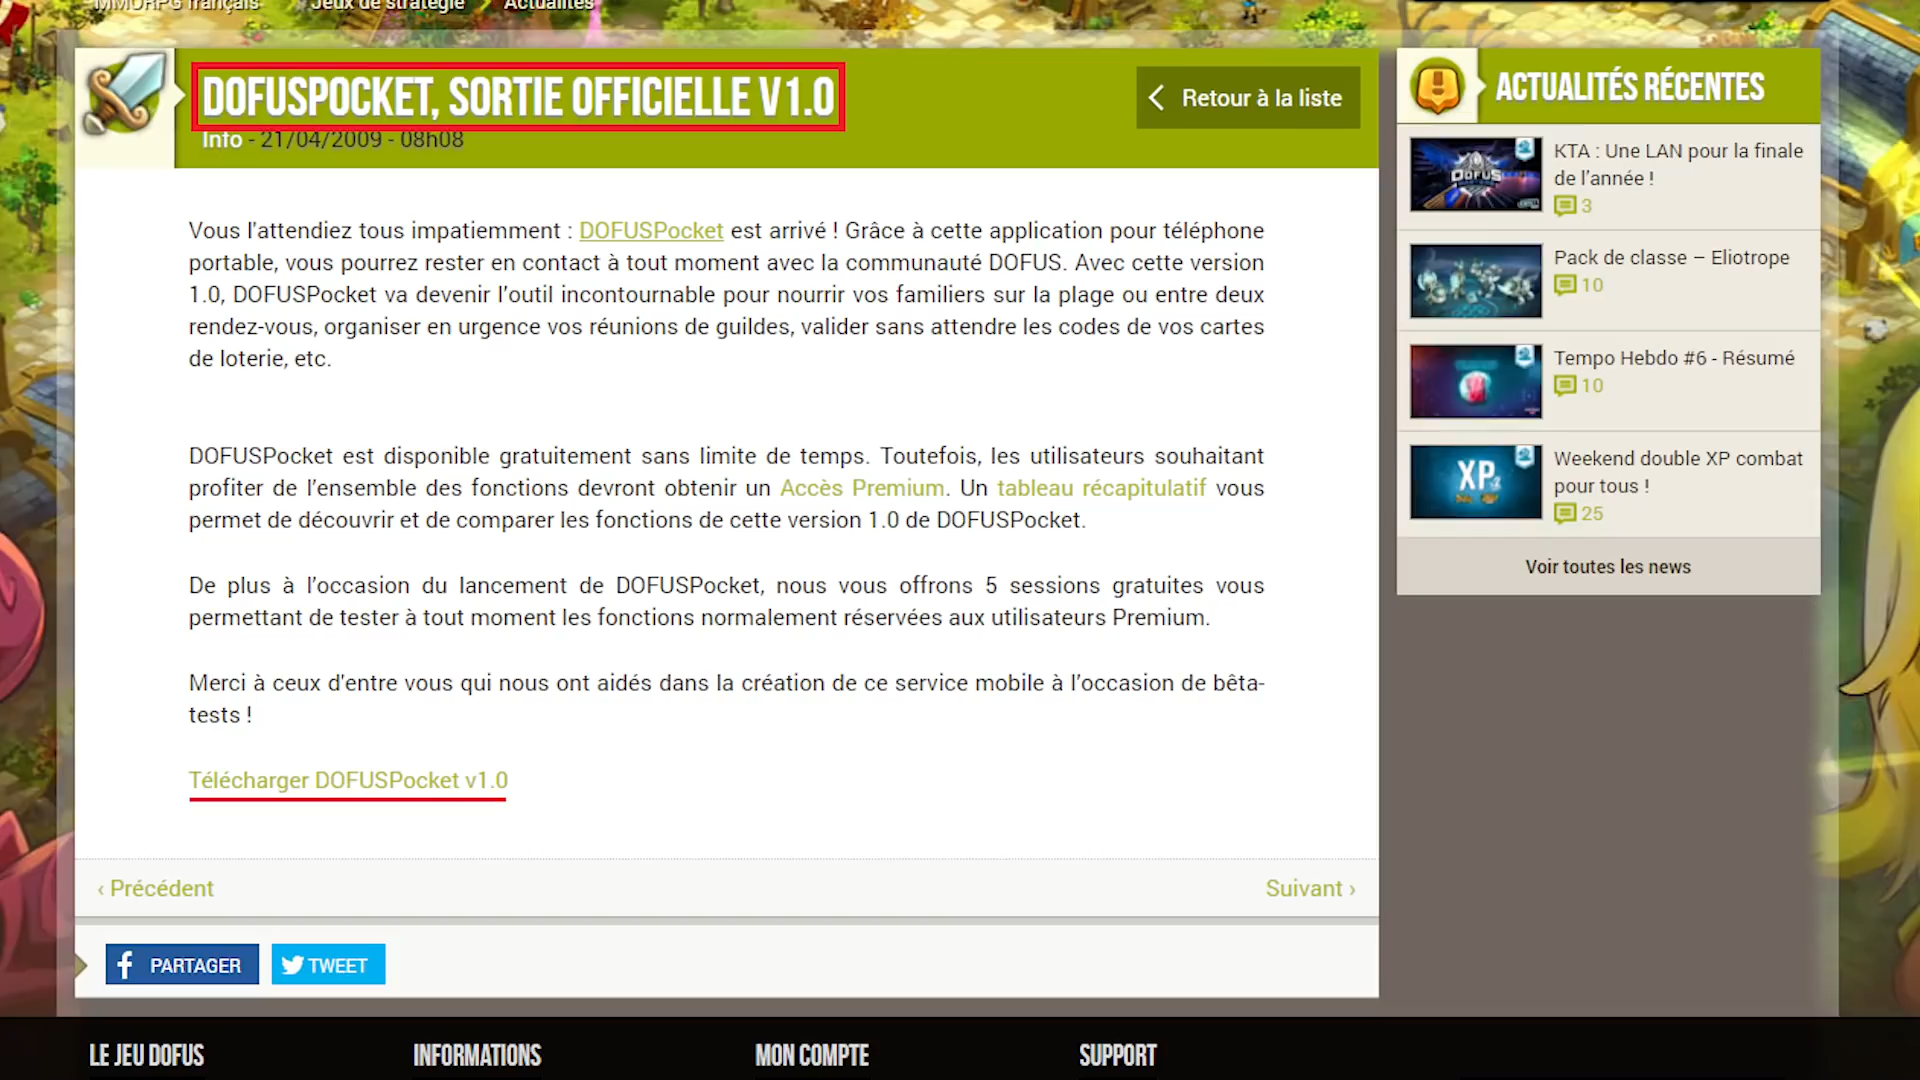 MMORPG français
Jeux de stratégie
Actualités
DOFUSPOCKET, SORTIE OFFICIELLE V1.0
Info - 21/04/2009 - 08h08
Retour à la liste
Vous l'attendiez tous impatiemment : DOFUSPocket est arrivé ! Grâce à cette application pour téléphone
portable, vous pourrez rester en contact à tout moment avec la communauté DOFUS. Avec cette version
1.0, DOFUSPocket va devenir l'outil incontournable pour nourrir vos familiers sur la plage ou entre deux
rendez-vous, organiser en urgence vos réunions de guildes, valider sans attendre les codes de vos cartes
de loterie, etc.
DOFUSPocket est disponible gratuitement sans limite de temps. Toutefois, les utilisateurs souhaitant
profiter de l'ensemble des fonctions devront obtenir un Accès Premium. Un tableau récapitulatif vous
permet de découvrir et de comparer les fonctions de cette version 1.0 de DOFUSPocket.
De plus à l'occasion du lancement de DOFUSPocket, nous vous offrons 5 sessions gratuites vous
permettant de tester à tout moment les fonctions normalement réservées aux utilisateurs Premium.
Merci à ceux d'entre vous qui nous ont aidés dans la création de ce service mobile à l'occasion de bêta-
tests !
Télécharger DOFUSPocket v1.0
‹ Précédent
Suivant ›
PARTAGER
TWEET
ACTUALITÉS RÉCENTES
DOFUS
KTA : Une LAN pour la finale
de l'année !
3
Pack de classe – Eliotrope
10
Tempo Hebdo #6 - Résumé
10
XP
Weekend double XP combat
pour tous !
25
Voir toutes les news
LE JEU DOFUS
INFORMATIONS
MON COMPTE
SUPPORT